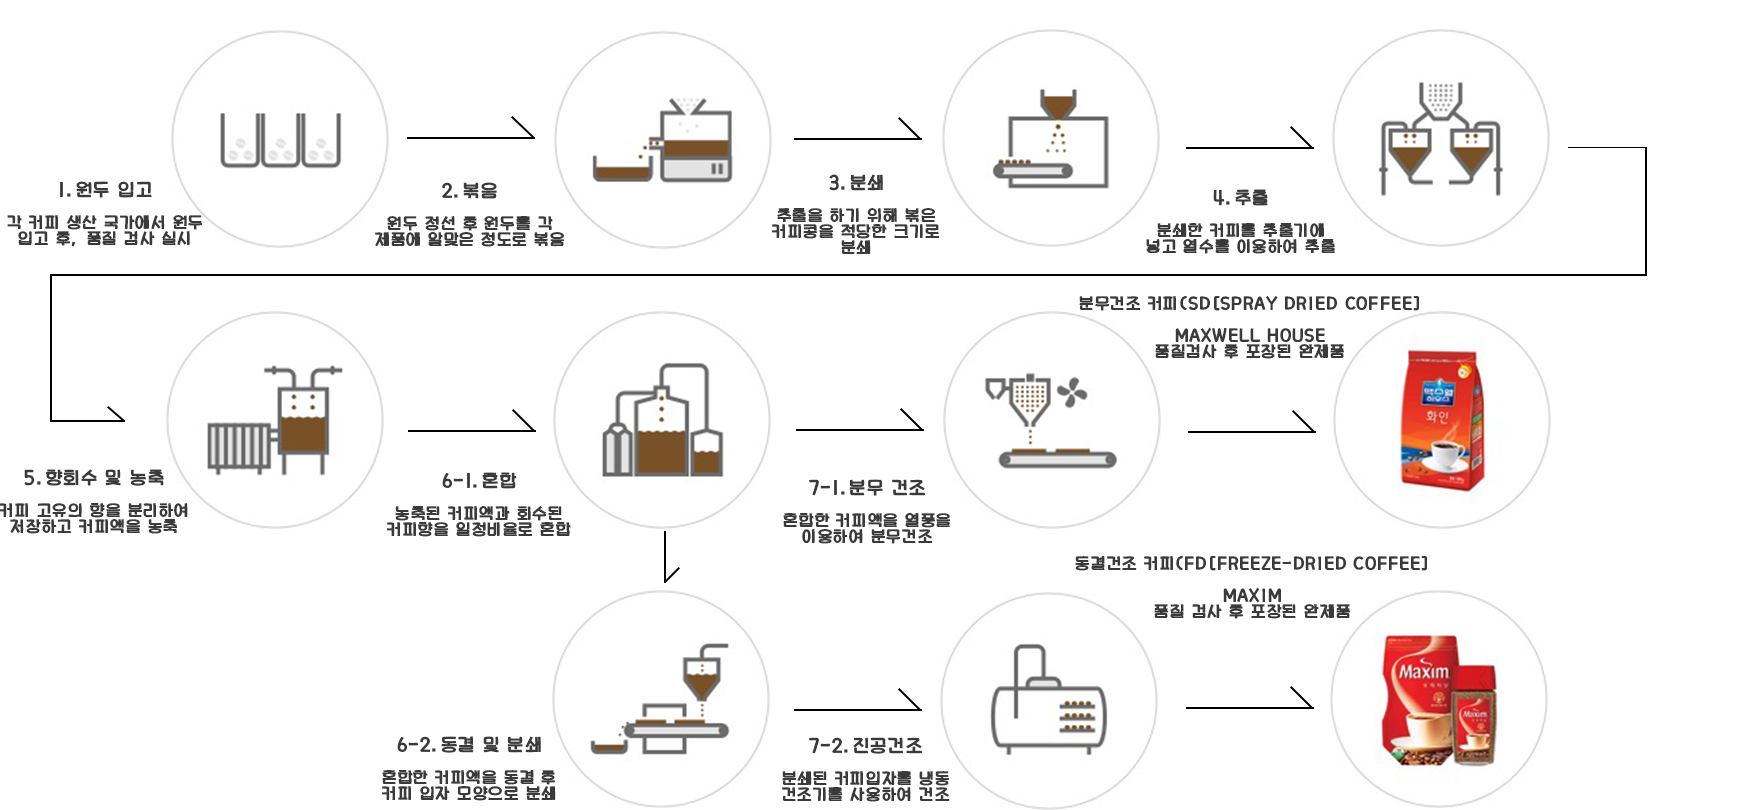 1. 원두 입고
각 커피 생산 국가에서 원두
입고 후, 품질 검사 실시
2. 볶음
원두 정선 후 원두를 각
제품에 알맞은 정도로 볶음
3. 분쇄
추출을 하기 위해 볶은
커피콩을 적당한 크기로
분쇄
4. 추출
분쇄한 커피를 추출기에
넣고 열수를 이용하여 추출
5. 향회수 및 농축
커피 고유의 향을 분리하여
저장하고 커피액을 농축
6-1. 혼합
농축된 커피액과 회수된
커피향을 일정비율로 혼합
7-1. 분무 건조
혼합한 커피액을 열풍을
이용하여 분무건조
분무건조 커피(SD[SPRAY DRIED COFFEE]
MAXWELL HOUSE
품질검사 후 포장된 완제품
맥스웰
하우스
화인
6-2. 동결 및 분쇄
혼합한 커피액을 동결 후
커피 입자 모양으로 분쇄
7-2. 진공건조
분쇄된 커피입자를 냉동
건조기를 사용하여 건조
동결건조 커피(FD[FREEZE-DRIED COFFEE]
MAXIM
품질 검사 후 포장된 완제품
Maxim
Maxim